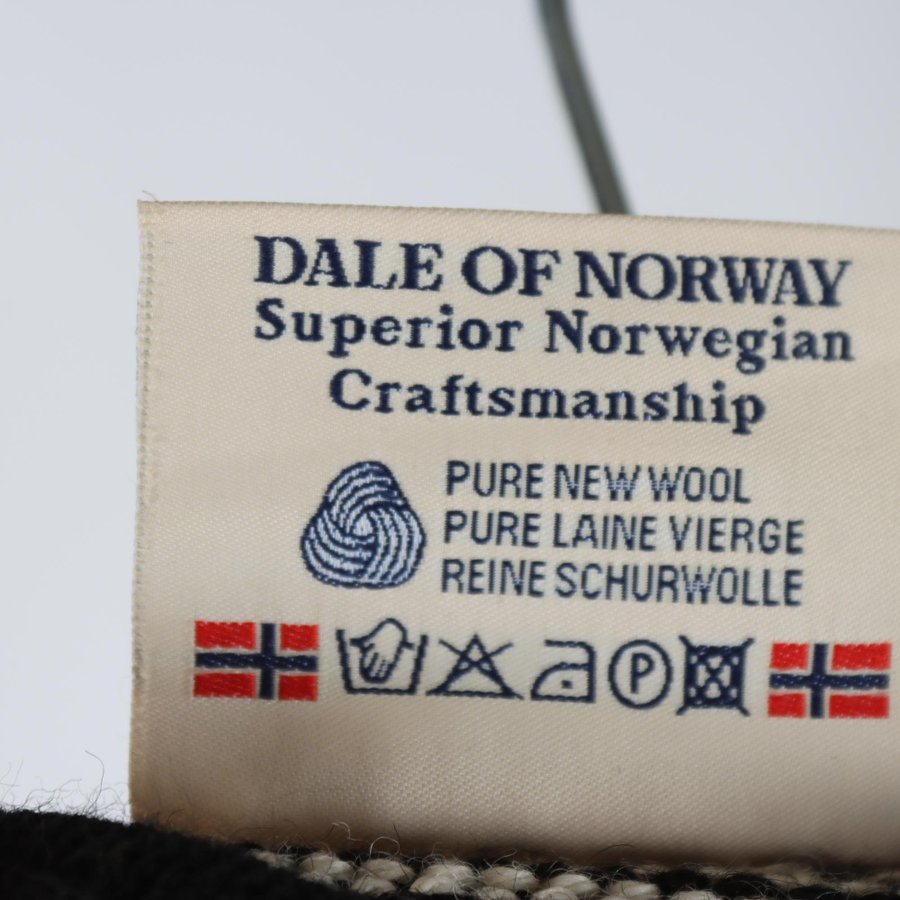 DALE OF NORWAY
Superior Norwegian
Craftsmanship
PURE NEW WOOL
PURE LAINE VIERGE
REINE SCHURWOLLE
P